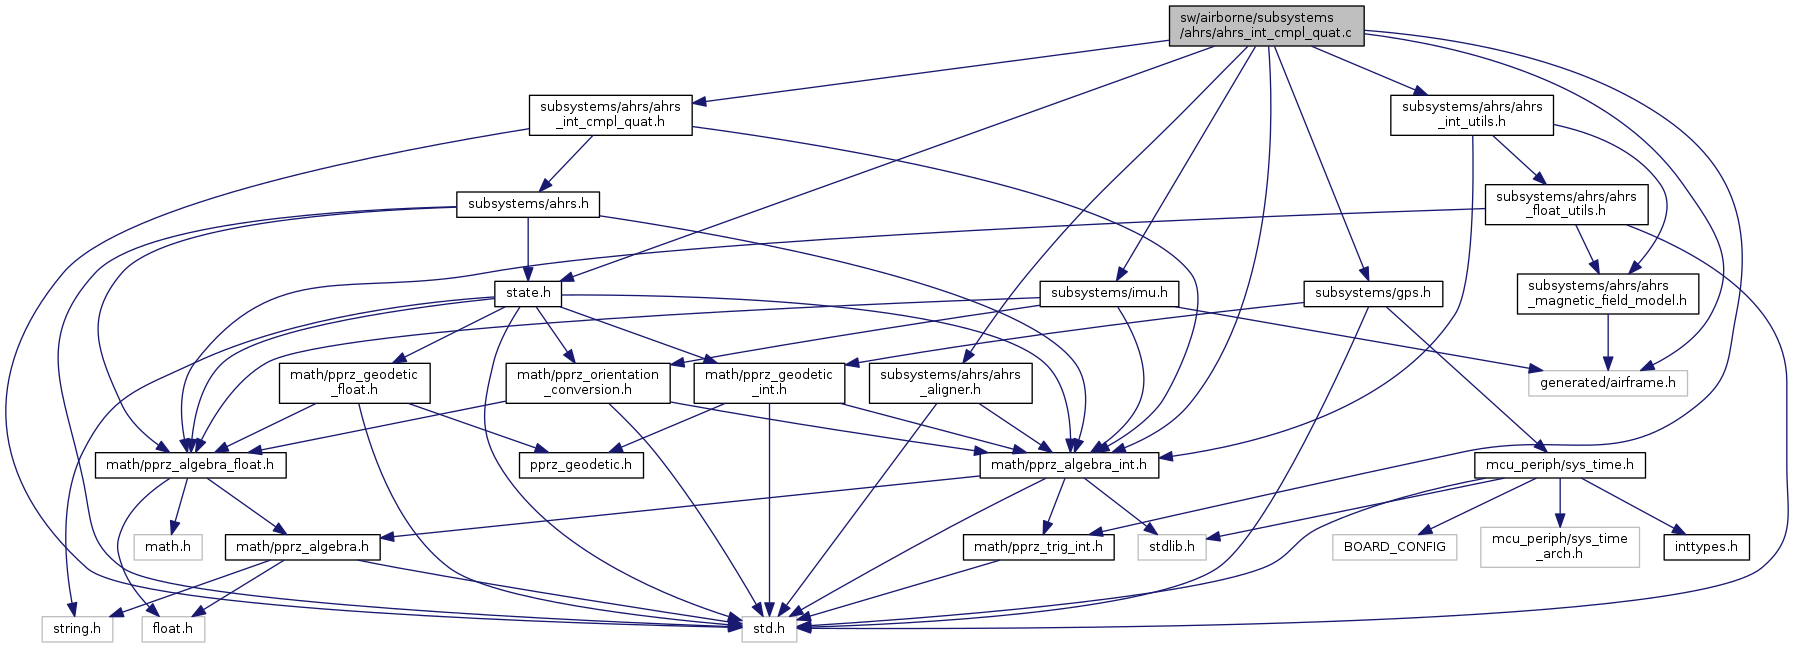 sw/airborne/subsystems
/ahrs/ahrs_int_cmpl_quat.c
subsystems/ahrs/ahrs
_int_cmpl_quat.h
subsystems/ahrs/ahrs
_int_utils.h
subsystems/ahrs.h
subsystems/ahrs/ahrs
_float_utils.h
state.h
subsystems/imu.h
subsystems/gps.h
subsystems/ahrs/ahrs
_magnetic_field_model.h
math/pprz_geodetic
_float.h
math/pprz_orientation
_conversion.h
math/pprz_geodetic
_int.h
subsystems/ahrs/ahrs
_aligner.h
generated/airframe.h
math/pprz_algebra_float.h
pprz_geodetic.h
math/pprz_algebra_int.h
mcu_periph/sys_time.h
math.h
math/pprz_algebra.h
math/pprz_trig_int.h
stdlib.h
BOARD_CONFIG
mcu_periph/sys_time
_arch.h
inttypes.h
string.h
float.h
std.h